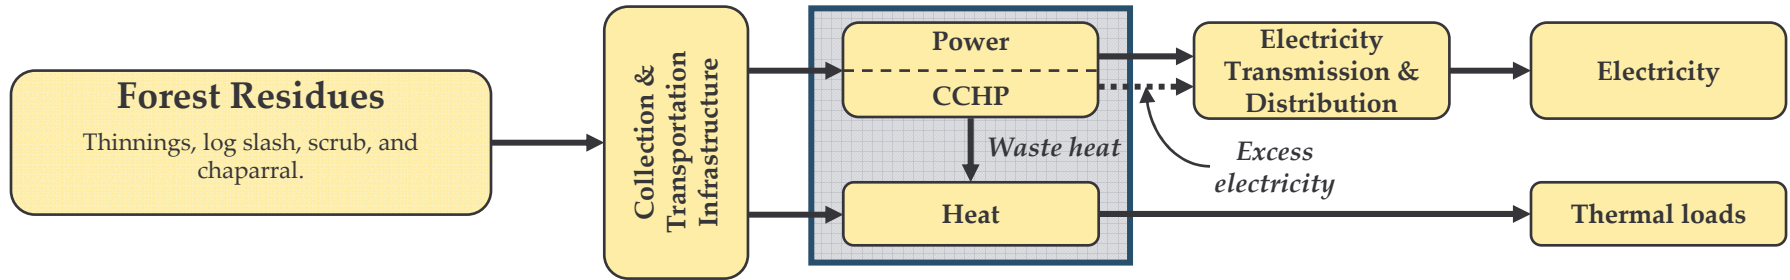 Forest Residues
Thinnings, log slash, scrub, and
chaparral.
Collection &
Transportation
Infrastructure
Power
CCHP
Waste heat
Heat
Electricity
Transmission &
Distribution
Excess
electricity
Electricity
Thermal loads